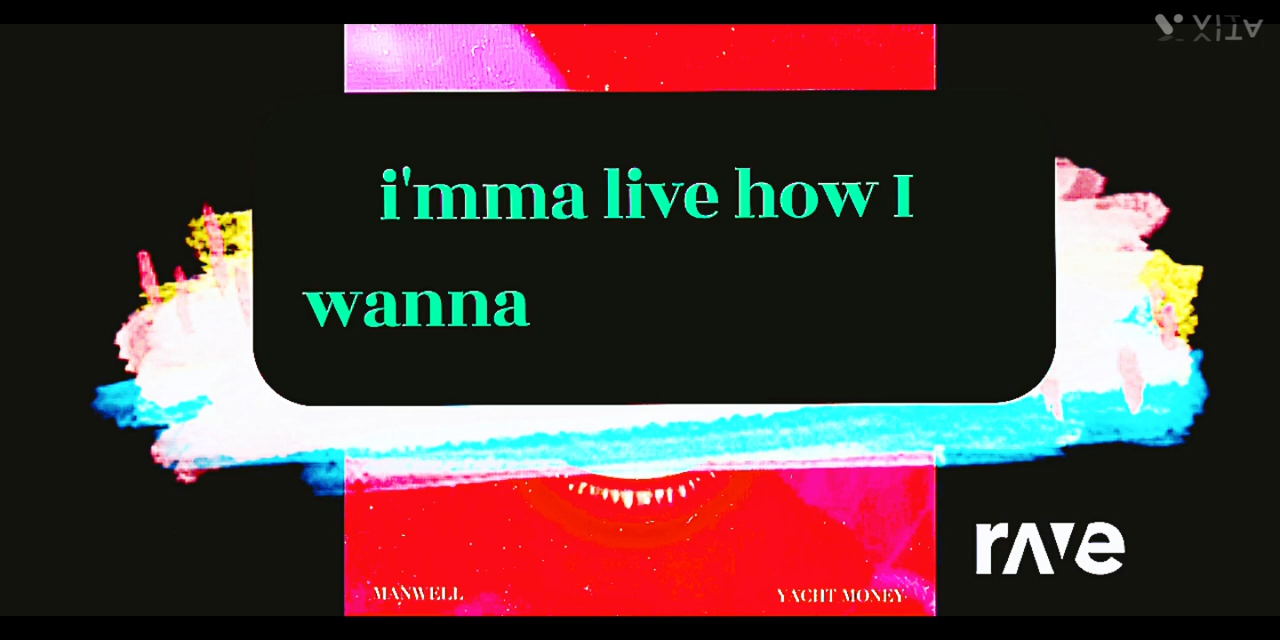 i'mma live how I
wanna
rave
MANWELL
YACHT MONEY